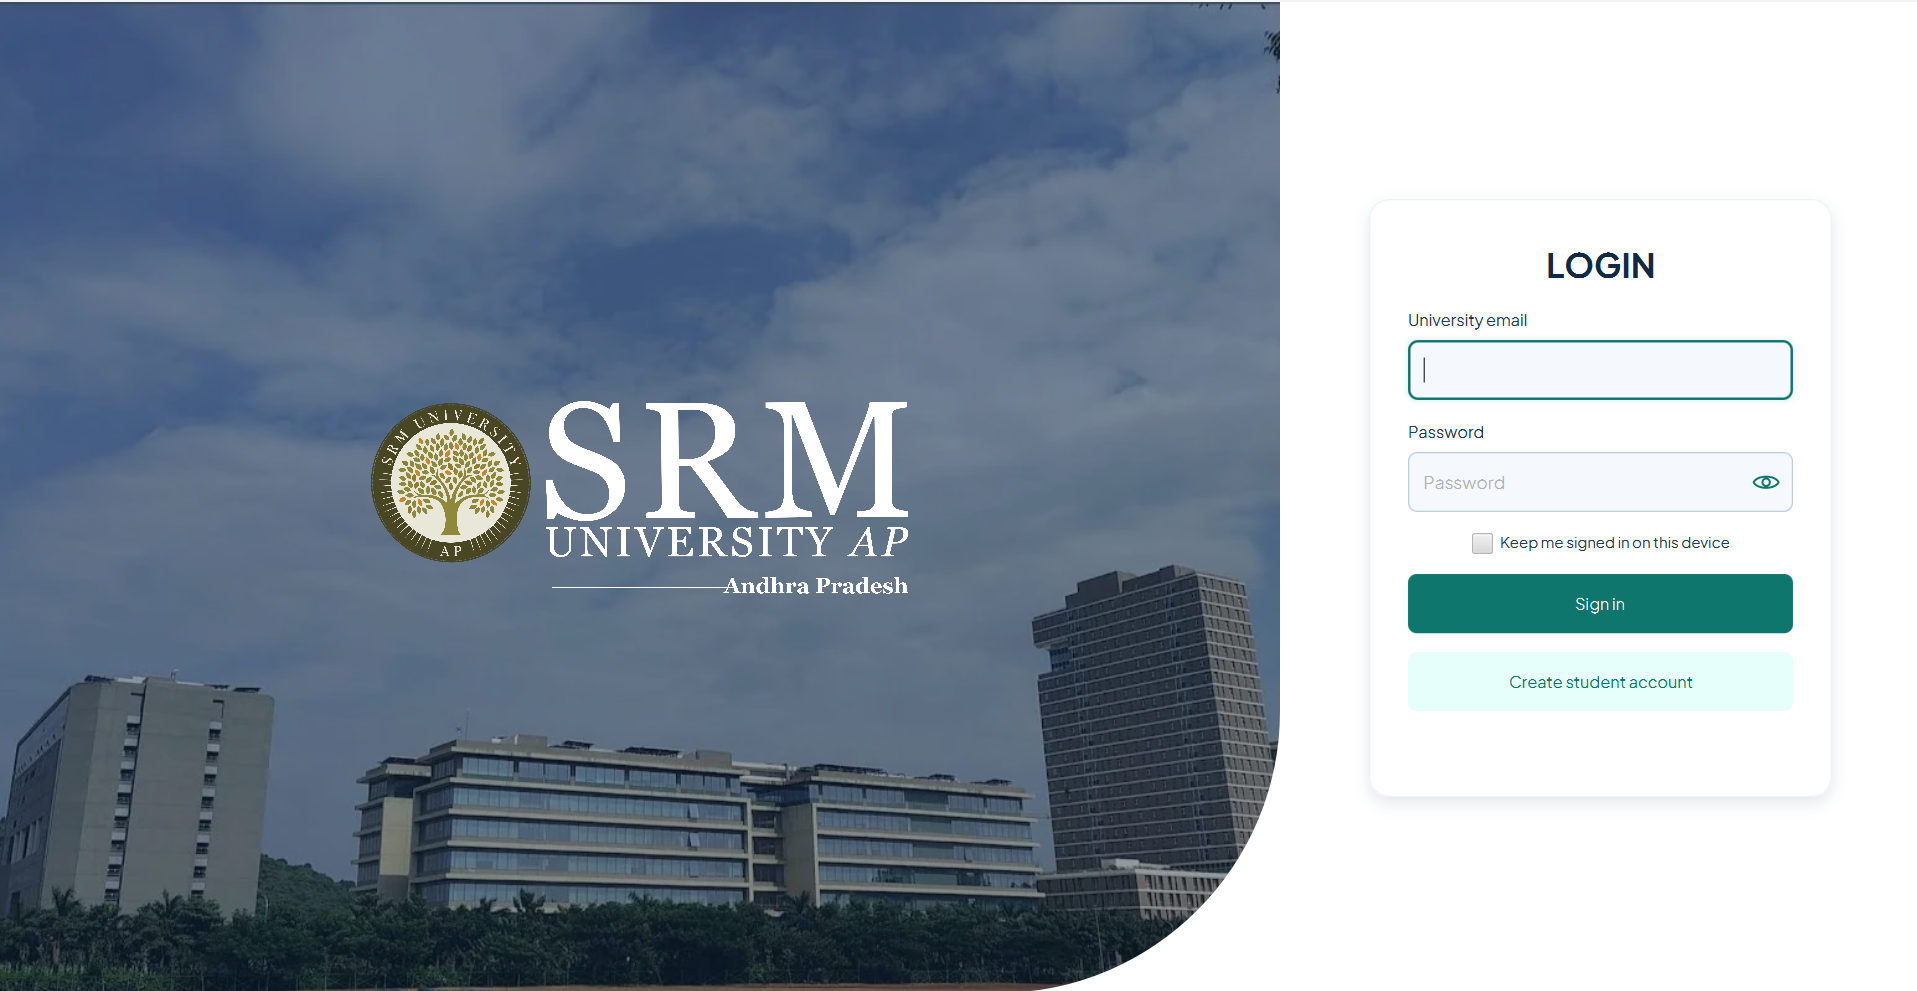 SRM UNIVERSITY
AP
SRM
UNIVERSITY AP
Andhra Pradesh
LOGIN
University email
Password
Password
Keep me signed in on this device
Sign in
Create student account